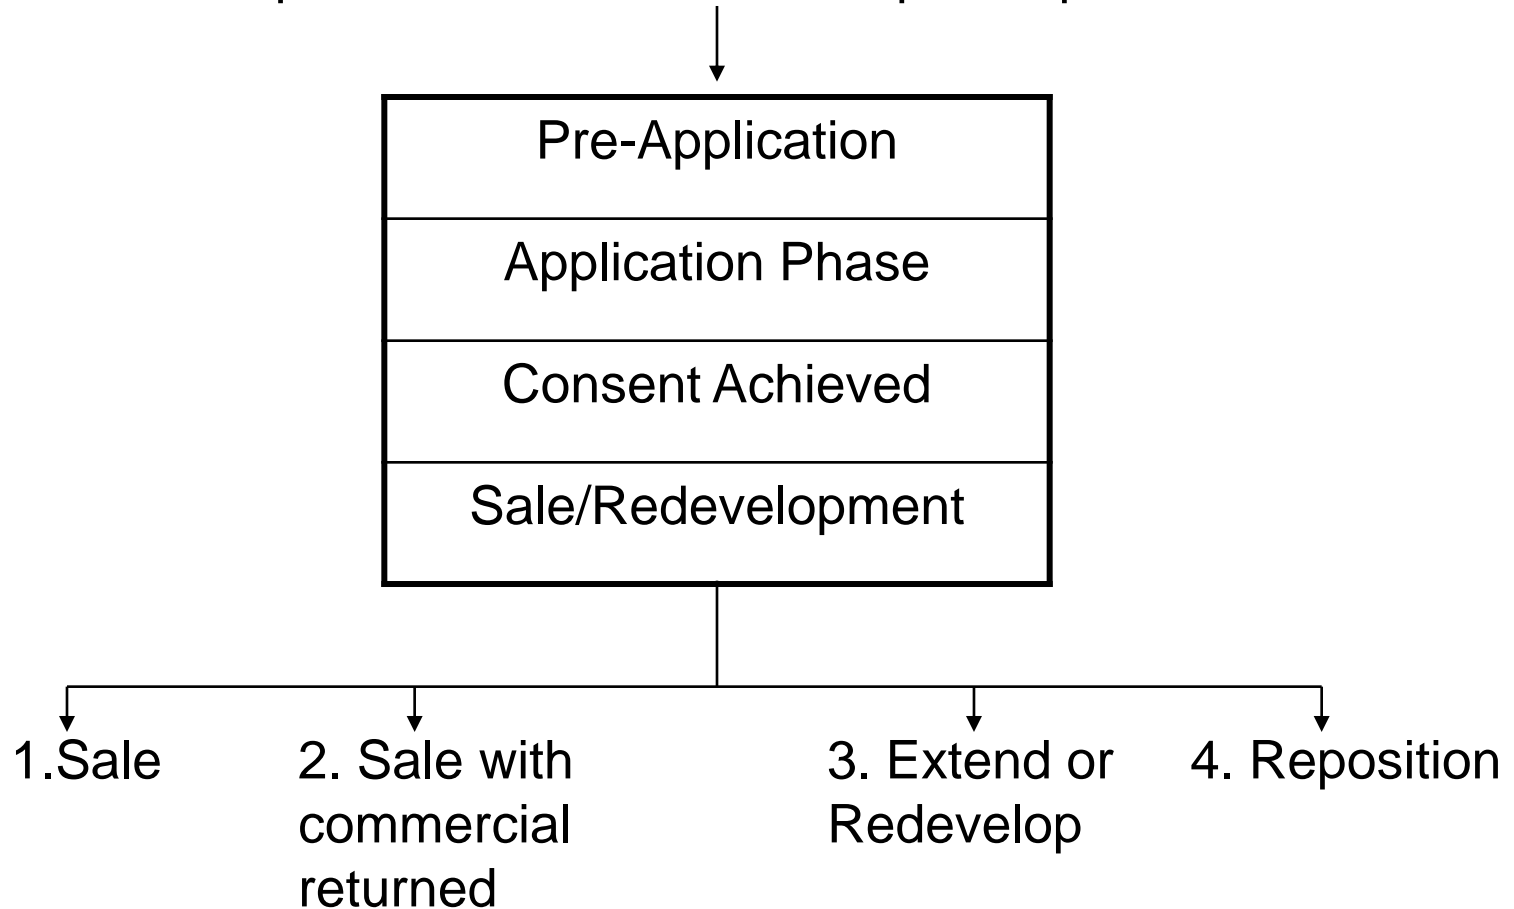 Pre-Application
Application Phase
Consent Achieved
Sale/Redevelopment
1.Sale
2. Sale with
commercial
returned
3. Extend or
Redevelop
4. Reposition